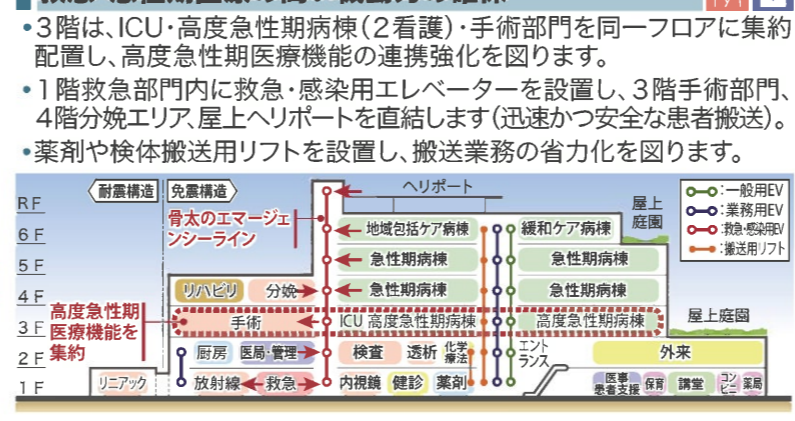 •3階は、ICU・高度急性期病棟(2看護)・手術部門を同一フロアに集約
配置し、高度急性期医療機能の連携強化を図ります。
•1階救急部門内に救急・感染用エレベーターを設置し、3階手術部門、
4階分娩エリア、屋上ヘリポートを直結します(迅速かつ安全な患者搬送)。
•薬剤や検体搬送用リフトを設置し、搬送業務の省力化を図ります。
耐震構造 免震構造 ヘリポート
:一般用EV
:業務用EV
:救急・感染用EV
:搬送用リフト
RF
骨太のエマージェ
ンシーライン
屋上
庭園
6F 地域包括ケア病棟 緩和ケア病棟
5F 急性期病棟 急性期病棟
4F リハビリ 分娩 急性期病棟 急性期病棟
高度急性期
医療機能を
集約
屋上庭園
3F 手術 ICU 高度急性期病棟 高度急性期病棟
2F 厨房 医局・管理 検査 透析 化学
療法
エント
ランス
外来
1F リニアック 放射線 救急 内視鏡 健診 薬剤 医事
患者支援
保育 講堂 コン
ビニ
薬局